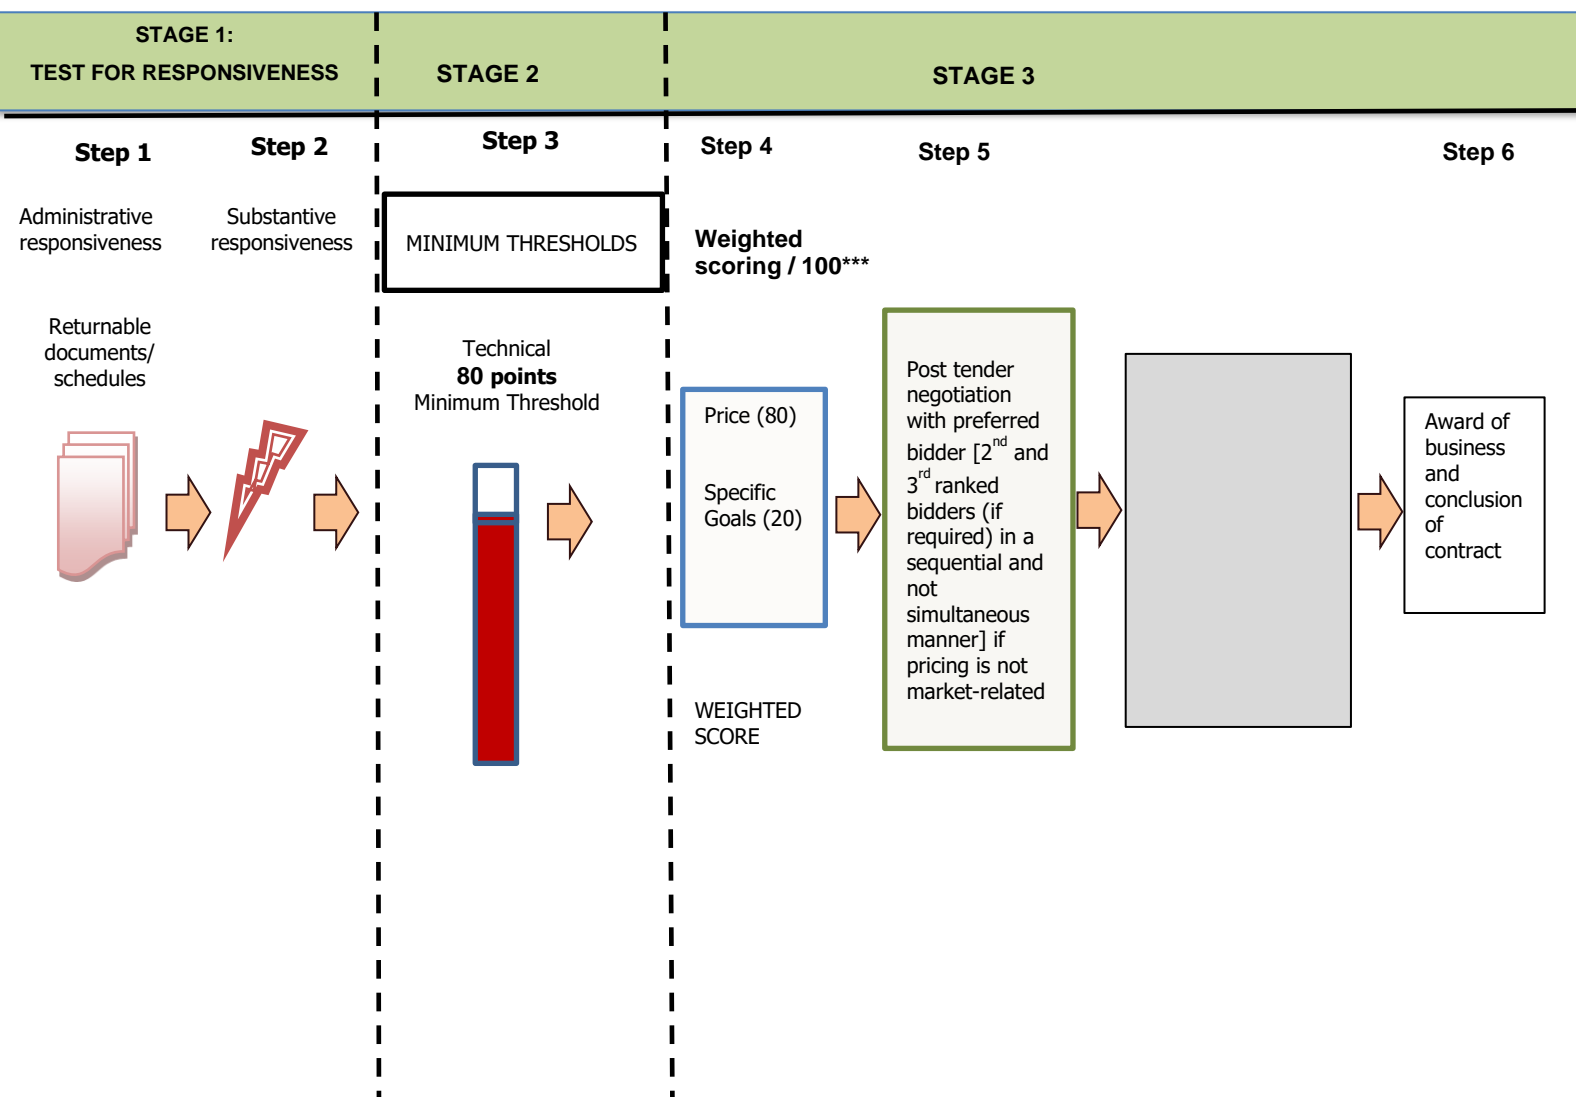 STAGE 1:
TEST FOR RESPONSIVENESS
STAGE 2
STAGE 3
Step 1
Step 2
Step 3
Step 4
Step 5
Step 6
Administrative
responsiveness
Substantive
responsiveness
MINIMUM THRESHOLDS
Weighted
scoring / 100***
Returnable
documents/
schedules
Technical
80 points
Minimum Threshold
Price (80)
Specific
Goals (20)
WEIGHTED
SCORE
Post tender
negotiation
with preferred
bidder [2nd and
3rd ranked
bidders (if
required) in a
sequential and
not
simultaneous
manner] if
pricing is not
market-related
Award of
business
and
conclusion
of
contract